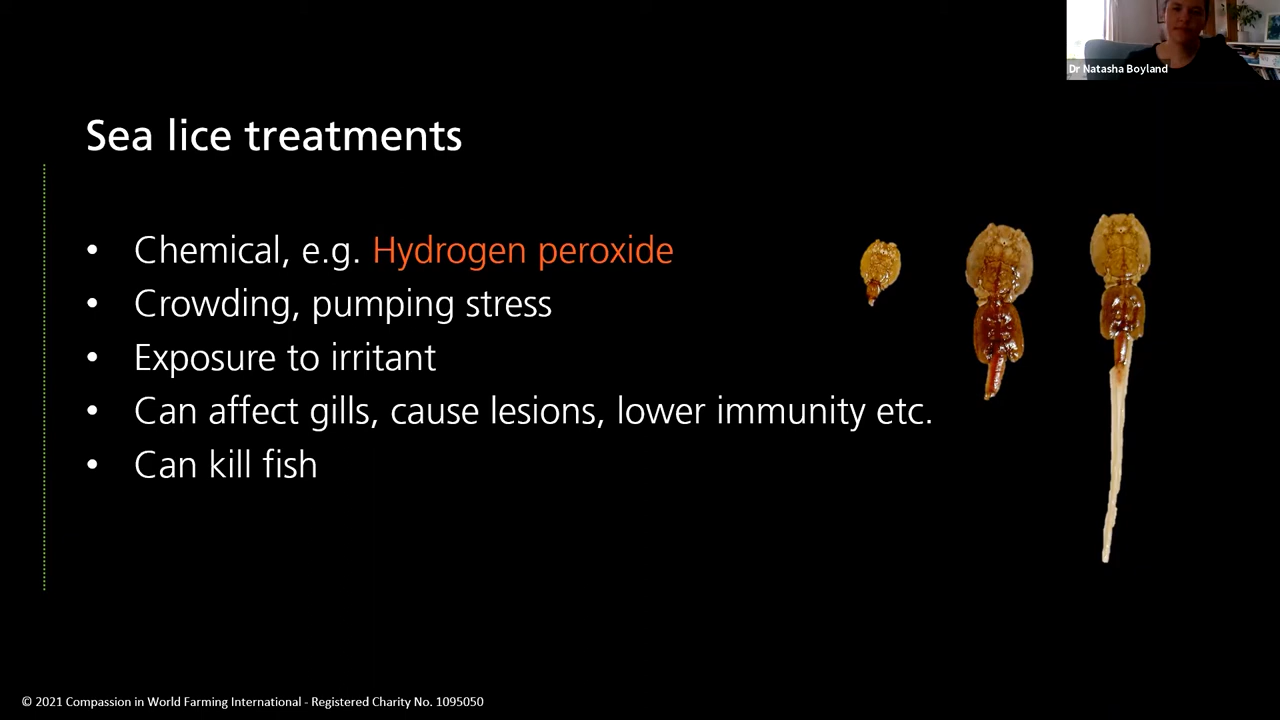 Dr Natasha Boyland
Sea lice treatments
• Chemical, e.g. Hydrogen peroxide
• Crowding, pumping stress
• Exposure to irritant
• Can affect gills, cause lesions, lower immunity etc.
• Can kill fish
© 2021 Compassion in World Farming International - Registered Charity No. 1095050